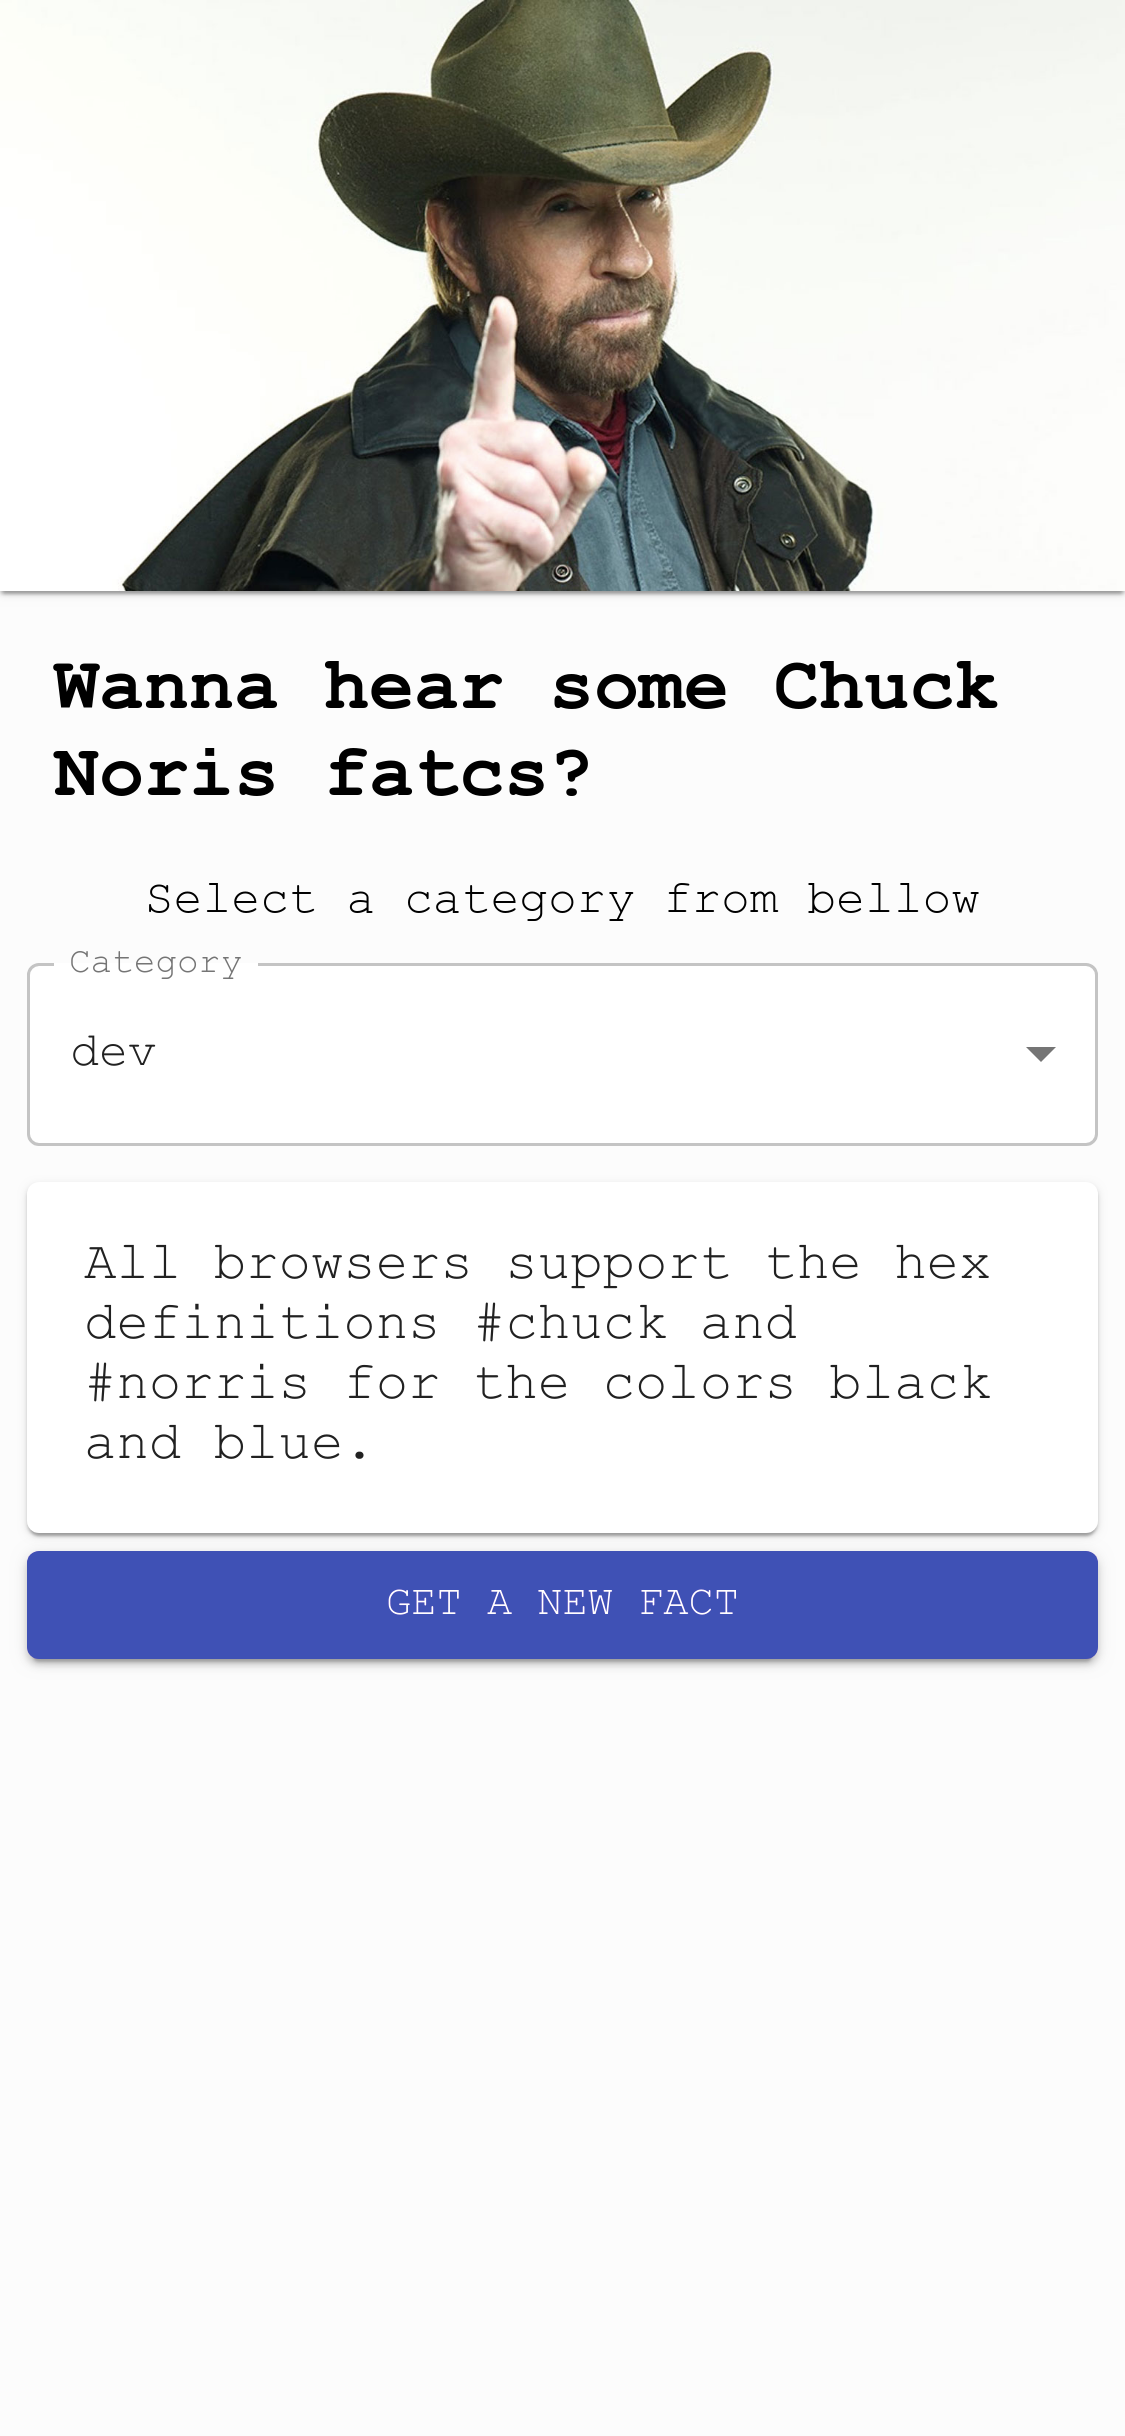 Wanna hear some Chuck
Noris fatcs?
Select a category from bellow
Category
dev
All browsers support the hex
definitions #chuck and
#norris for the colors black
and blue.
GET A NEW FACT